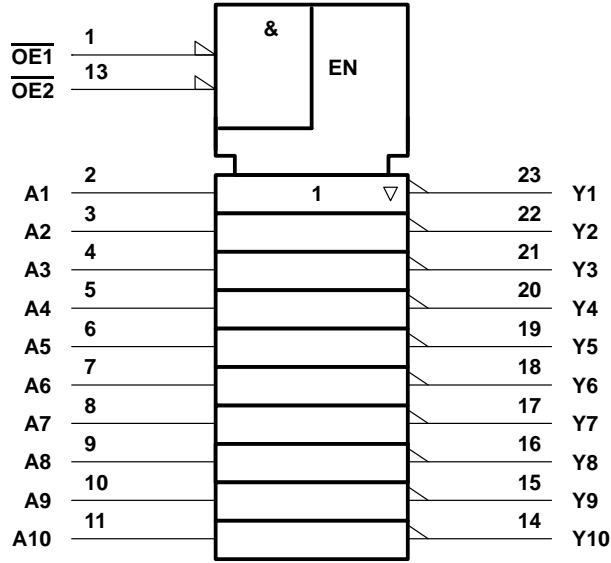 &
EN
OE1 1
OE2 13
A1 2 1 ▽ 23 Y1
A2 3 22 Y2
A3 4 21 Y3
A4 5 20 Y4
A5 6 19 Y5
A6 7 18 Y6
A7 8 17 Y7
A8 9 16 Y8
A9 10 15 Y9
A10 11 14 Y10